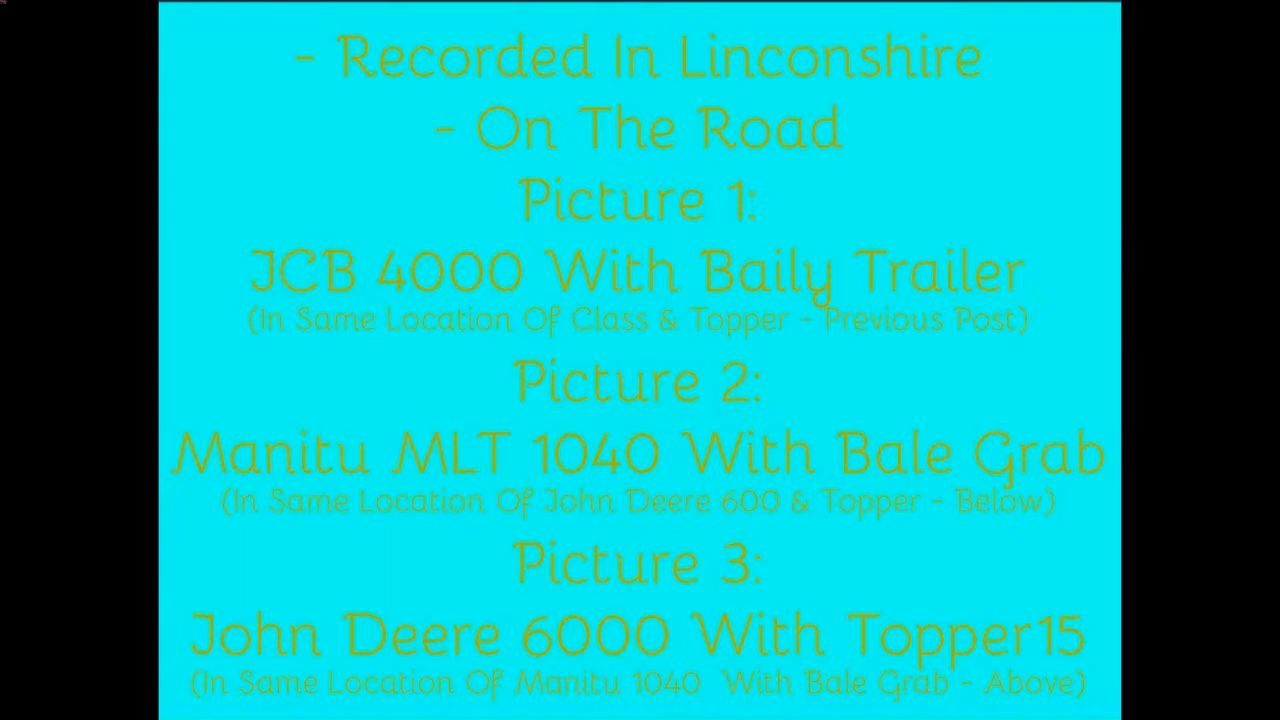 - Recorded In Linconshire
- On The Road
Picture 1:
JCB 4000 With Baily Trailer
(In Same Location Of Class & Topper - Previous Post)
Picture 2:
Manitu MLT 1040 With Bale Grab
(In Same Location Of John Deere 600 & Topper - Below)
Picture 3:
John Deere 6000 With Topper15
(In Same Location Of Manitu 1040 With Bale Grab - Above)